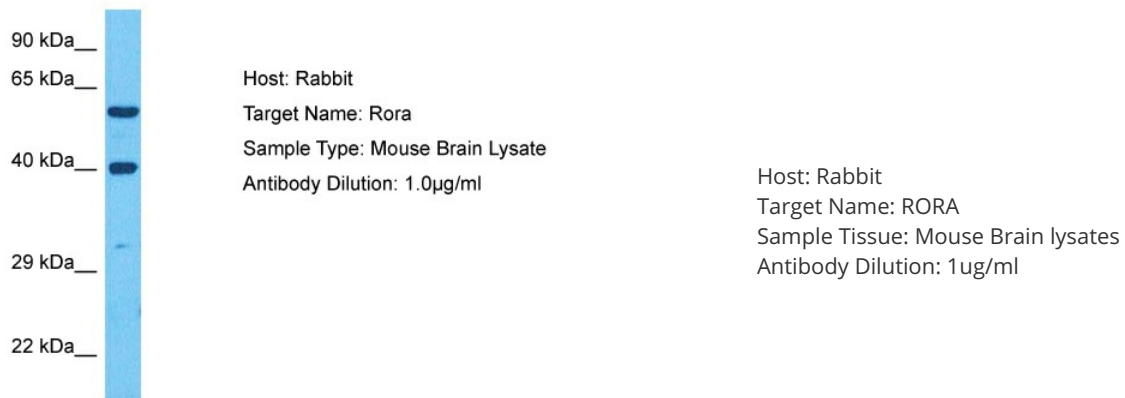 90 kDa__
65 kDa__
40 kDa__
29 kDa__
22 kDa__
Host: Rabbit
Target Name: Rora
Sample Type: Mouse Brain Lysate
Antibody Dilution: 1.0µg/ml
Host: Rabbit
Target Name: RORA
Sample Tissue: Mouse Brain lysates
Antibody Dilution: 1ug/ml